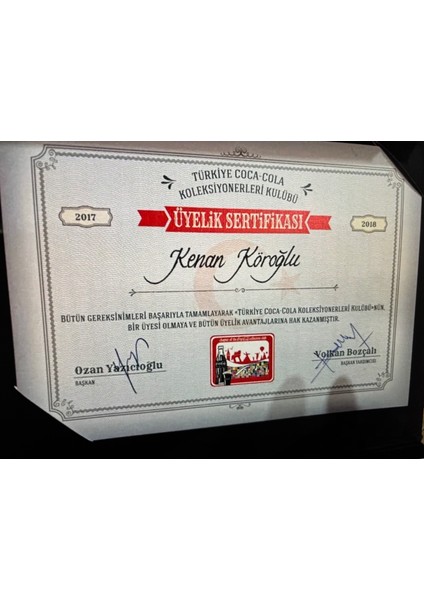 TÜRKİYE COCA-COLA
KOLEKSİYONERLERİ KULÜBÜ
2017
ÜYELİK SERTİFİKASI
2018
Kenan Köroğlu
BÜTÜN GEREKSİNİMLERİ BAŞARIYLA TAMAMLAYARAK •TÜRKİYE COCA-COLA KOLEKSİYONERLERİ KULÜBÜ•NÜN,
BİR ÜYESİ OLMAYA VE BÜTÜN ÜYELİK AVANTAJLARINA HAK KAZANMIŞTIR.
Ozan Yazıcıoğlu
BAŞKAN
Volkan Bozçalı
BAŞKAN YARDIMCISI